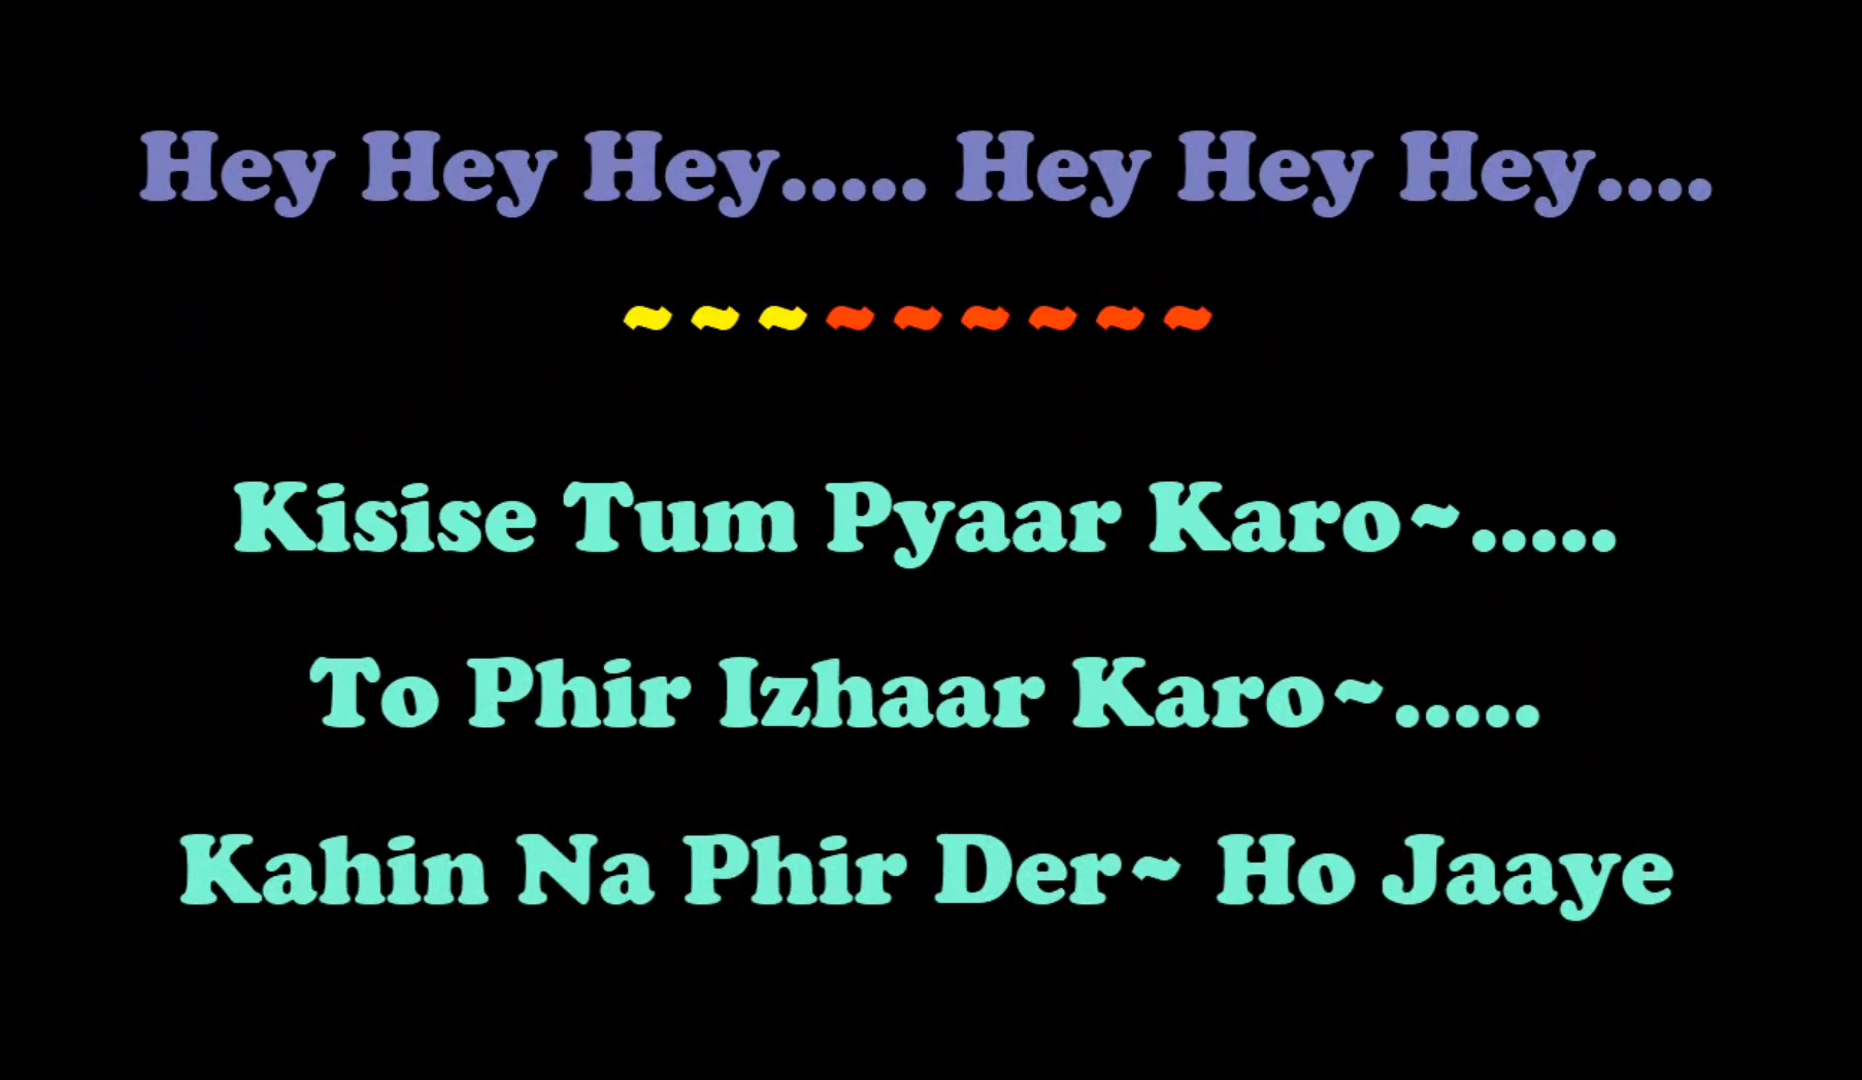 Hey Hey Hey..... Hey Hey Hey....
~ ~ ~ ~ ~ ~ ~ ~ ~
Kisise Tum Pyaar Karo~.....
To Phir Izhaar Karo~.....
Kahin Na Phir Der~ Ho Jaaye